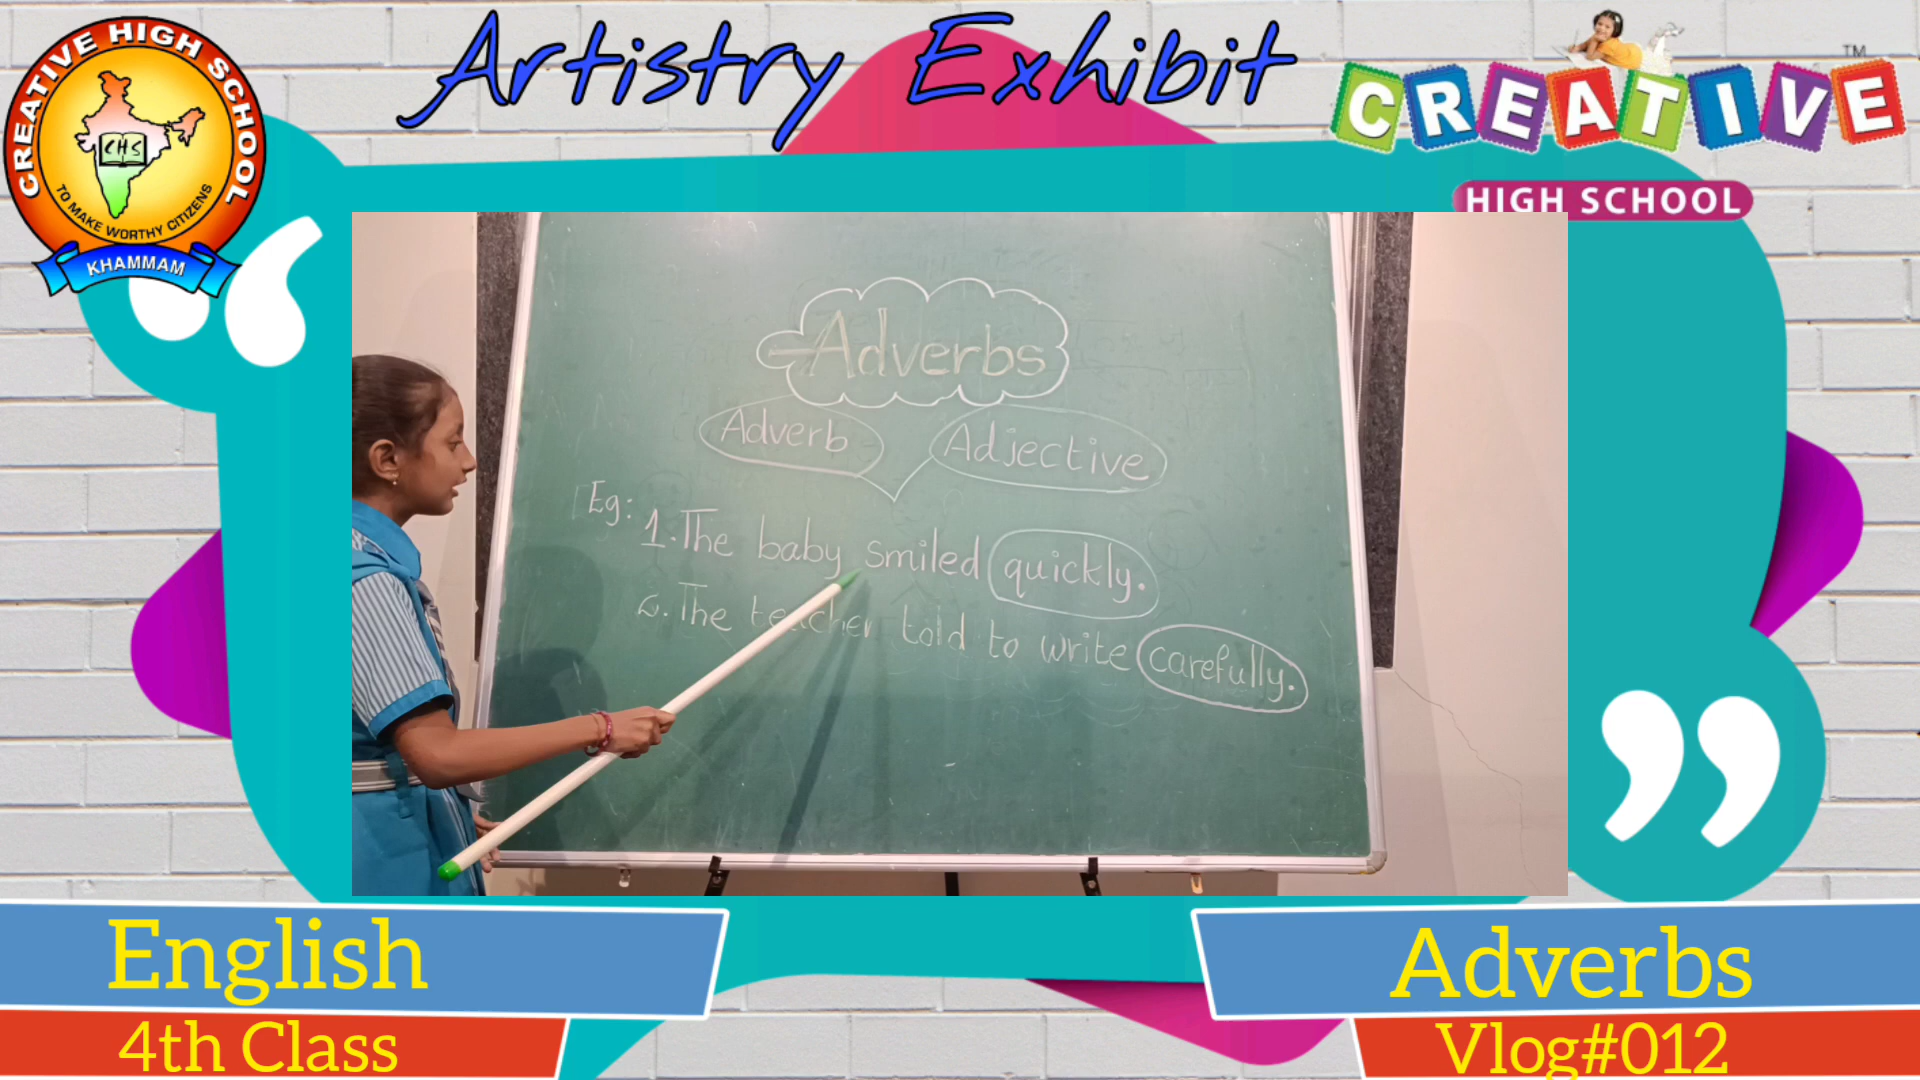 Artistry Exhibit
CREATIVE HIGH SCHOOL
CHS
TO MAKE WORTHY CITIZENS
KHAMMAM
CREATIVE
TM
HIGH SCHOOL
Adverbs
Adverb Adjective
Eg: 1. The baby smiled quickly.
2. The teacher told to write carefully.
English
4th Class
Adverbs
Vlog#012